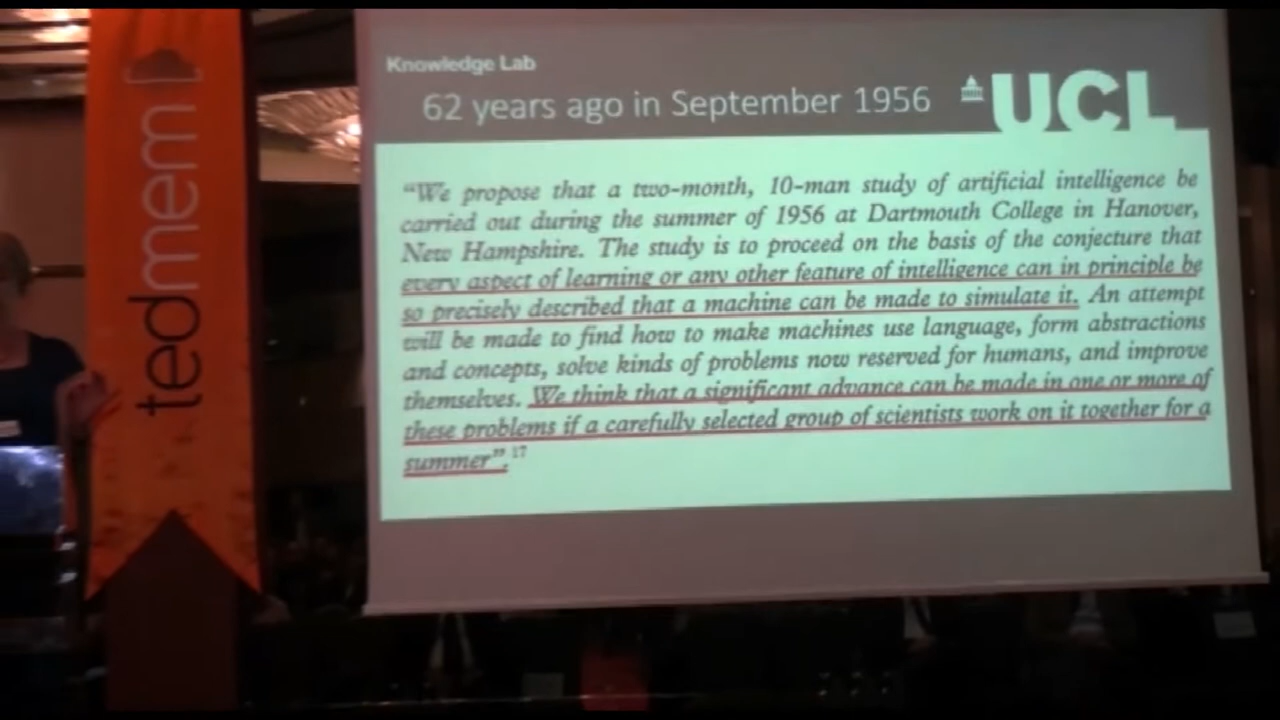 tedmem
Knowledge Lab
62 years ago in September 1956
UCL
“We propose that a two-month, 10-man study of artificial intelligence be
carried out during the summer of 1956 at Dartmouth College in Hanover,
New Hampshire. The study is to proceed on the basis of the conjecture that
every aspect of learning or any other feature of intelligence can in principle be
so precisely described that a machine can be made to simulate it. An attempt
will be made to find how to make machines use language, form abstractions
and concepts, solve kinds of problems now reserved for humans, and improve
themselves. We think that a significant advance can be made in one or more of
these problems if a carefully selected group of scientists work on it together for a
summer”.17